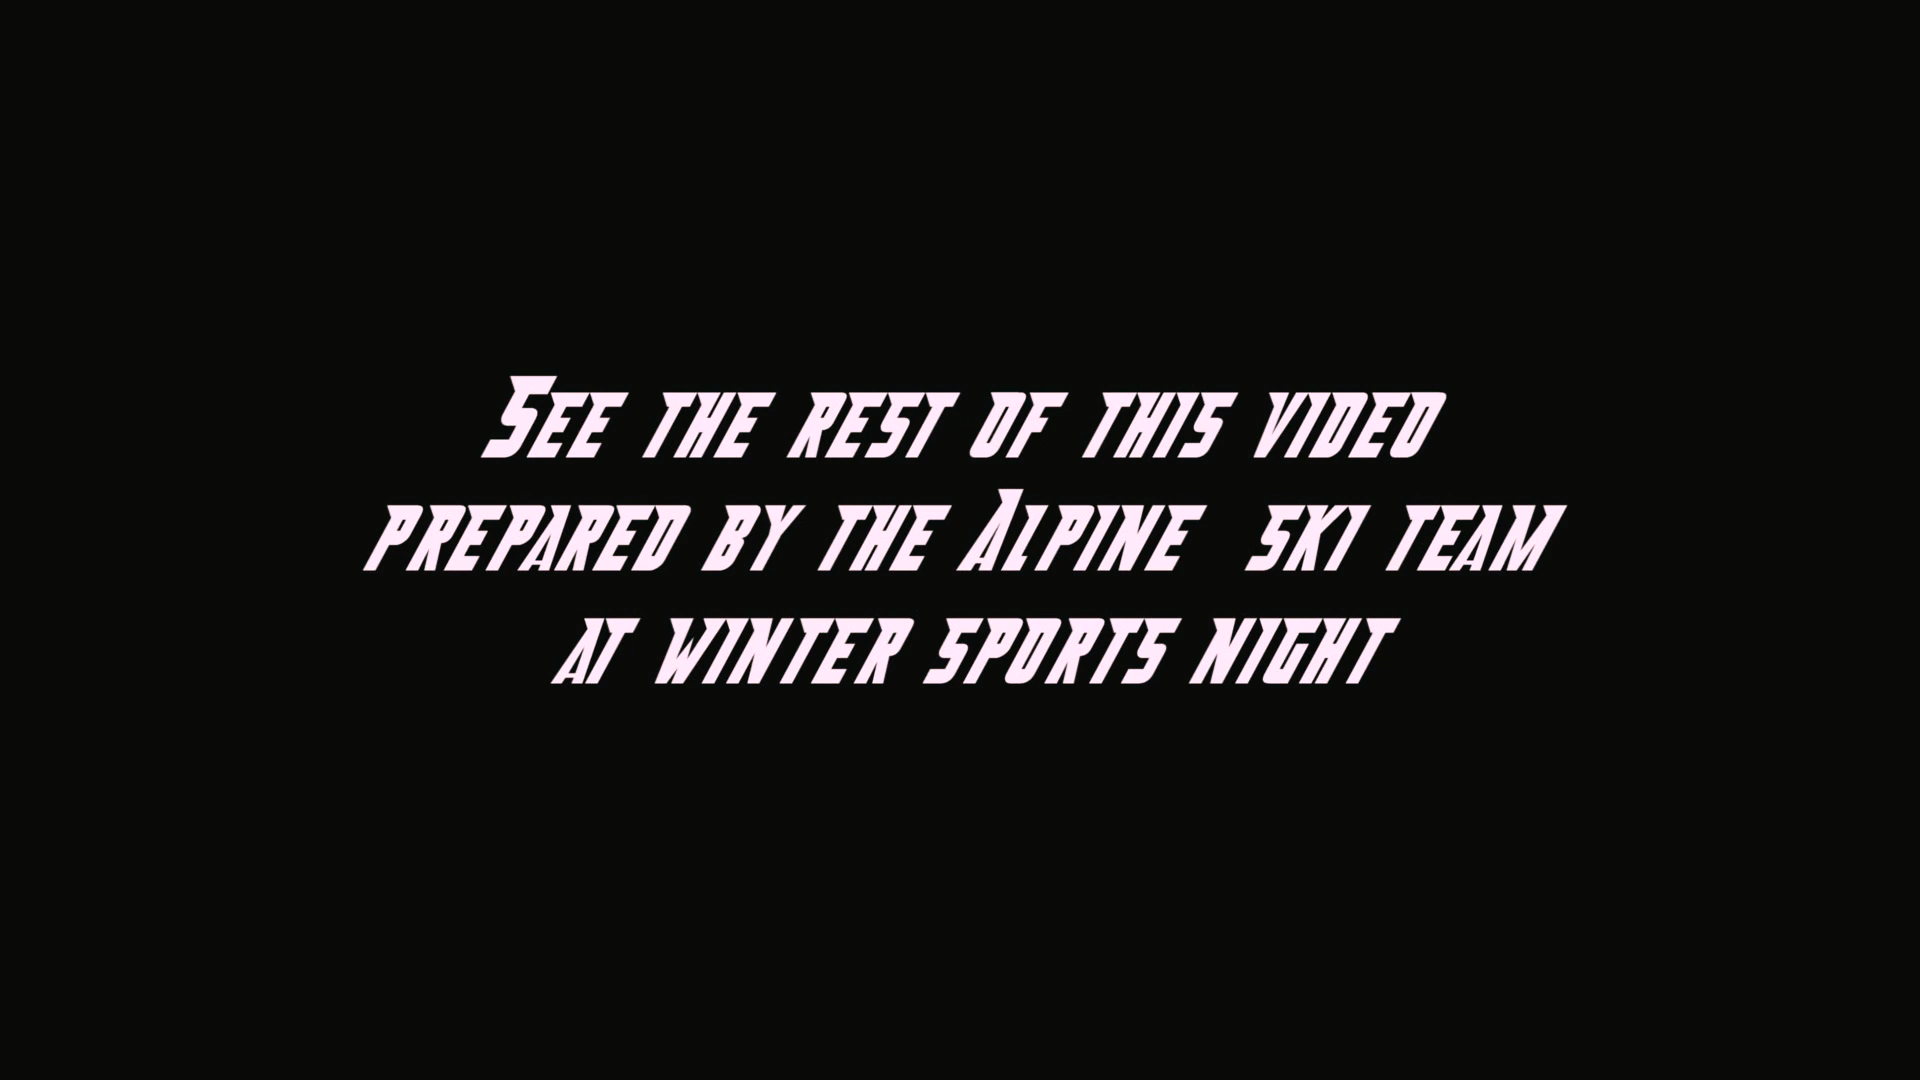 See the rest of this video
prepared by the Alpine  ski team
at winter sports night